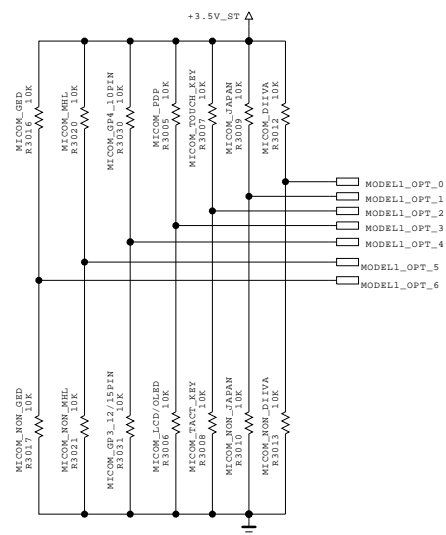 +3.5V_ST
MICOM_GED
R3016 10K
MICOM_MHL
R3020 10K
MICOM_GP4_10PIN
R3030 10K
MICOM_PDP
R3005 10K
MICOM_TOUCH_KEY
R3007 10K
MICOM_JAPAN
R3009 10K
MICOM_DIIVA
R3012 10K
MODEL1_OPT_0
MODEL1_OPT_1
MODEL1_OPT_2
MODEL1_OPT_3
MODEL1_OPT_4
MODEL1_OPT_5
MODEL1_OPT_6
MICOM_NON_GED
R3017 10K
MICOM_NON_MHL
R3021 10K
MICOM_GP3_12/15PIN
R3031 10K
MICOM_LCD/OLED
R3006 10K
MICOM_TACT_KEY
R3008 10K
MICOM_NON_JAPAN
R3010 10K
MICOM_NON_DIIVA
R3013 10K